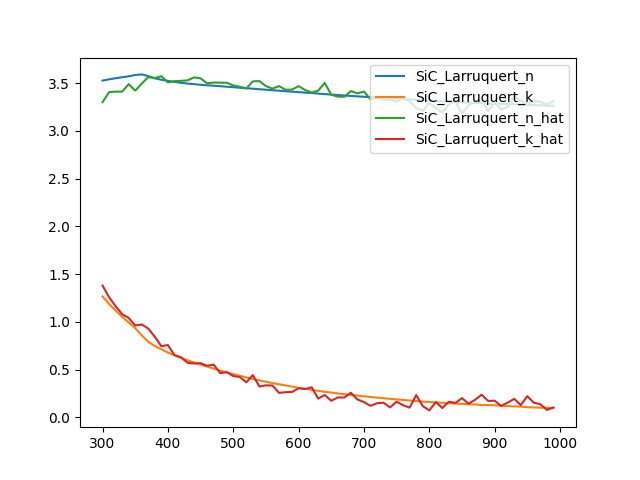 SiC_Larruquert_n
SiC_Larruquert_k
SiC_Larruquert_n_hat
SiC_Larruquert_k_hat
3.5
3.0
2.5
2.0
1.5
1.0
0.5
0.0
300 400 500 600 700 800 900 1000